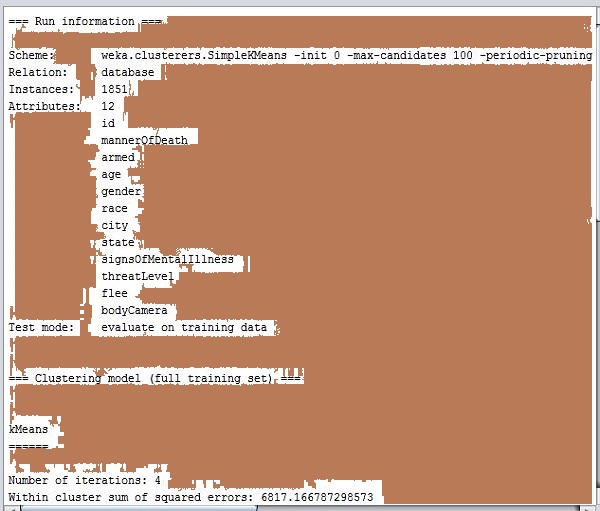 === Run information ===
Scheme: weka.clusterers.SimpleKMeans -init 0 -max-candidates 100 -periodic-pruning
Relation: database
Instances: 1851
Attributes: 12
id
mannerOfDeath
armed
age
gender
race
city
state
signsOfMentalIllness
threatLevel
flee
bodyCamera
Test mode: evaluate on training data
=== Clustering model (full training set) ===
kMeans
======
Number of iterations: 4
Within cluster sum of squared errors: 6817.166787298573